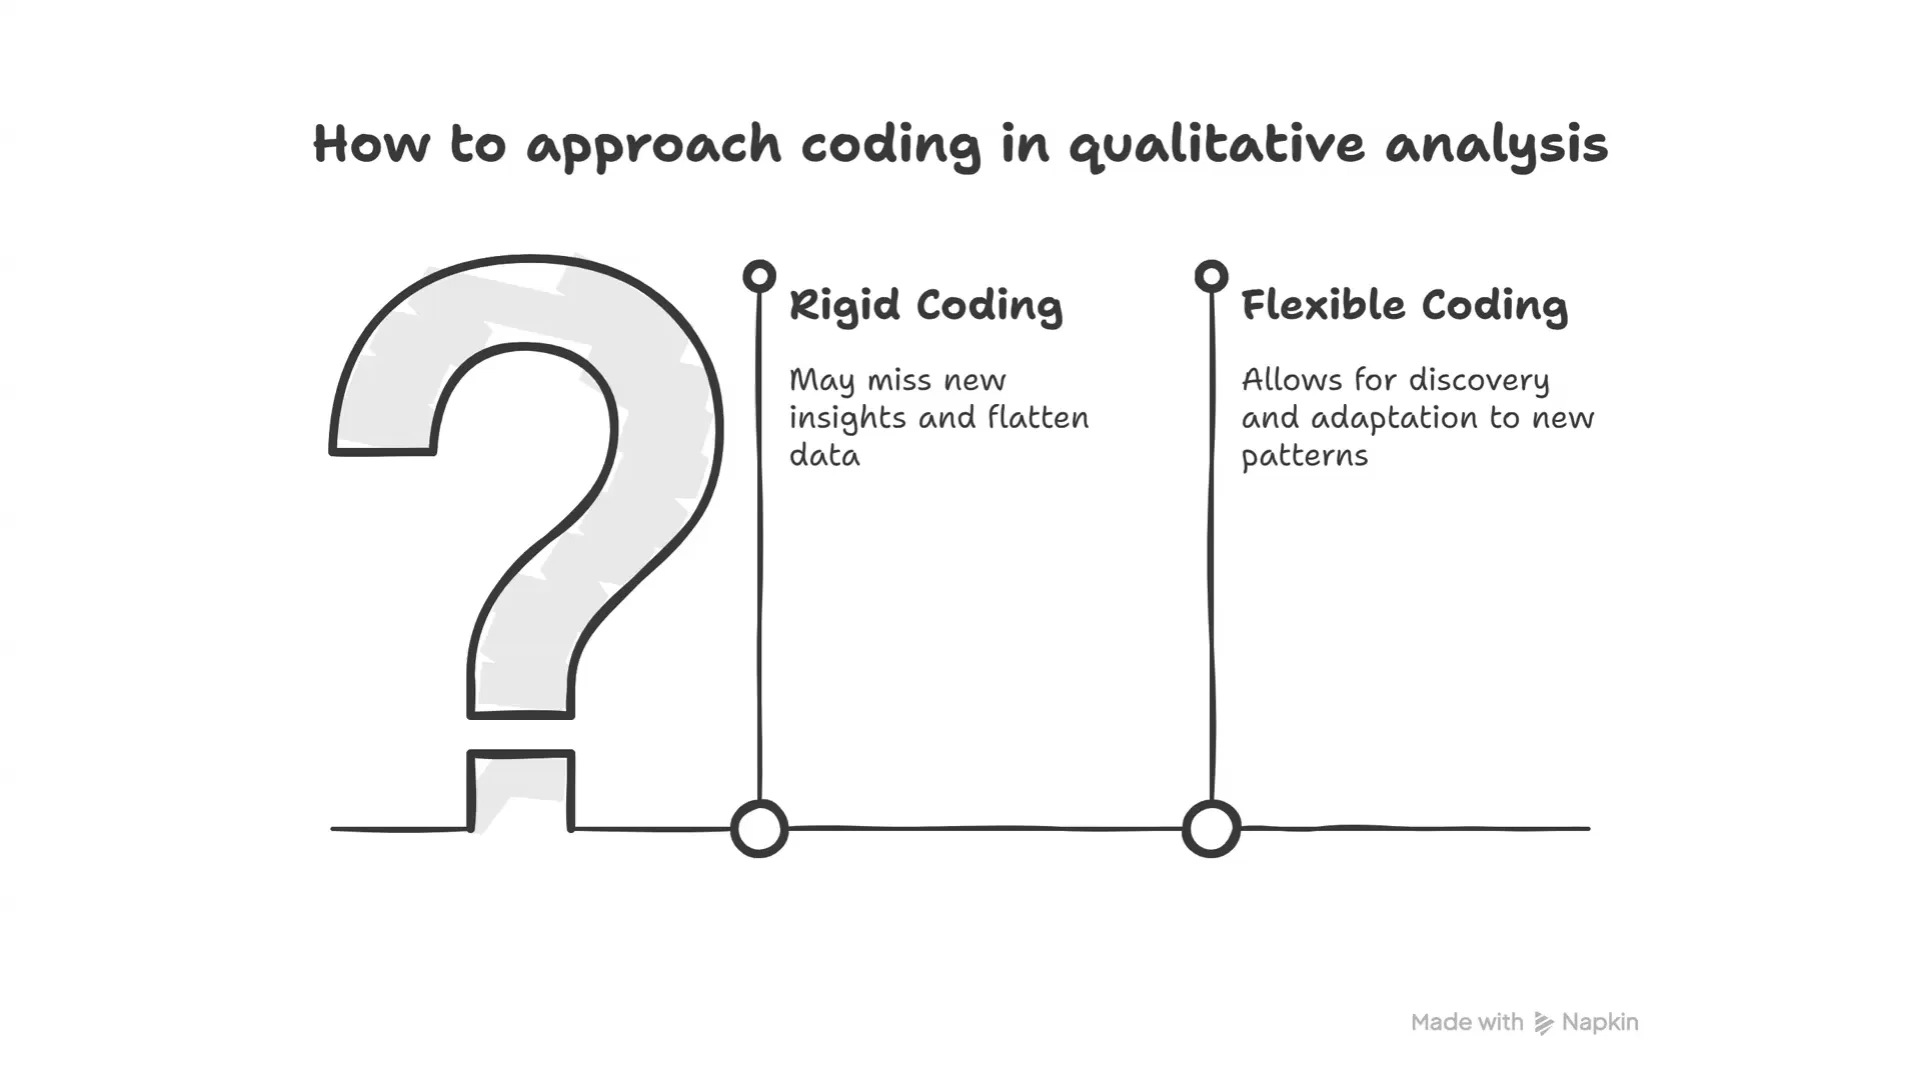 How to approach coding in qualitative analysis
Rigid Coding
May miss new
insights and flatten
data
Flexible Coding
Allows for discovery
and adaptation to new
patterns
Made with Napkin